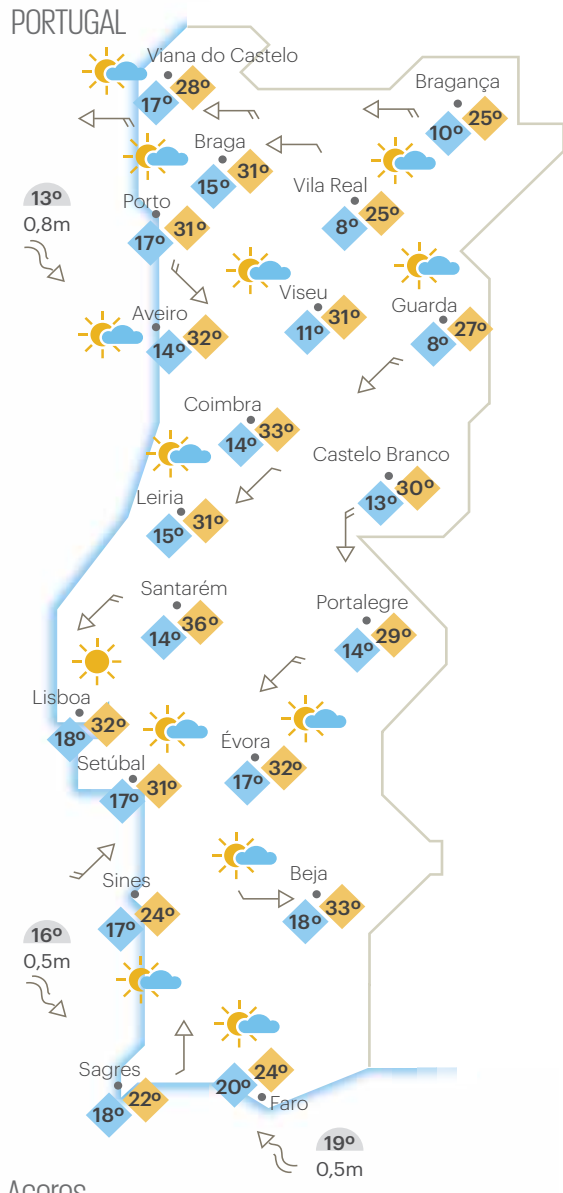 PORTUGAL
Viana do Castelo
17º 28º
Bragança
10º 25º
Braga
15º 31º
Vila Real
8º 25º
13º
0,8m
Porto
17º 31º
Viseu
11º 31º
Guarda
8º 27º
Aveiro
14º 32º
Coimbra
14º 33º
Castelo Branco
13º 30º
Leiria
15º 31º
Santarém
14º 36º
Portalegre
14º 29º
Lisboa
18º 32º
Évora
17º 32º
Setúbal
17º 31º
Beja
18º 33º
Sines
17º 24º
16º
0,5m
Sagres
18º 22º
20º 24º
Faro
19º
0,5m
Açores